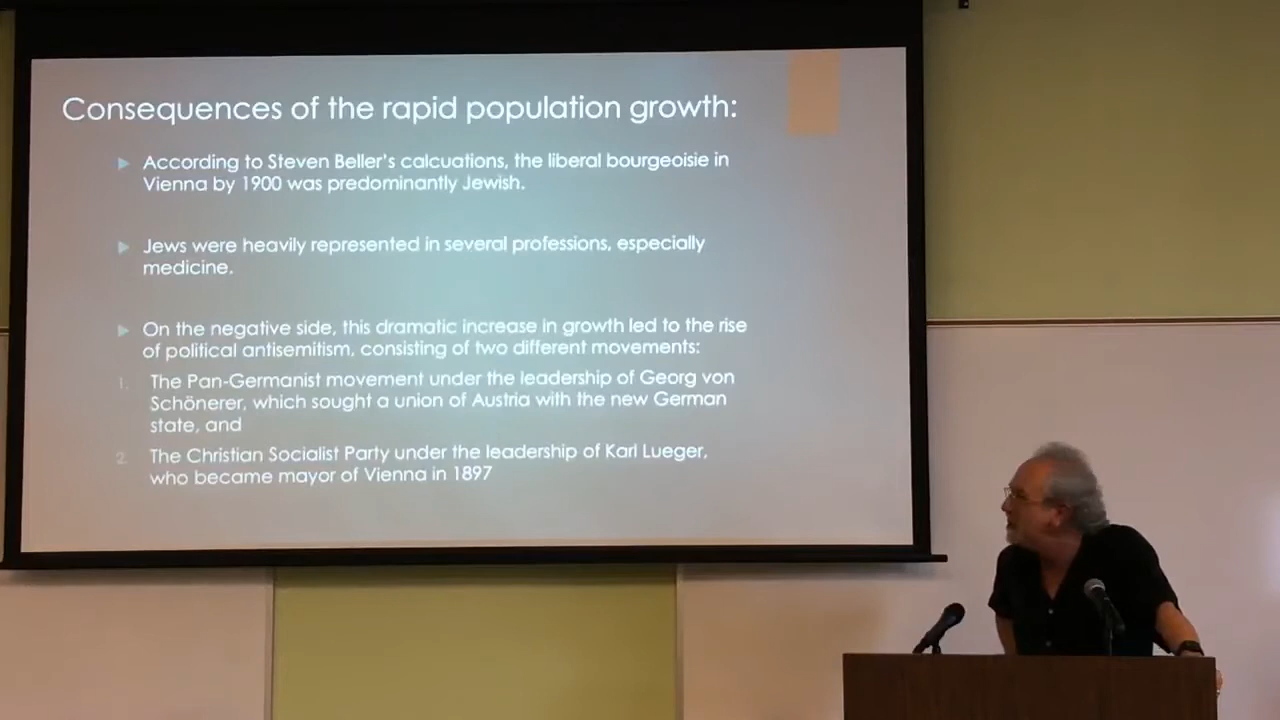 Consequences of the rapid population growth:
According to Steven Beller's calcuations, the liberal bourgeoisie in
Vienna by 1900 was predominantly Jewish.
Jews were heavily represented in several professions, especially
medicine.
On the negative side, this dramatic increase in growth led to the rise
of political antisemitism, consisting of two different movements:
1. The Pan-Germanist movement under the leadership of Georg von
Schönerer, which sought a union of Austria with the new German
state, and
2. The Christian Socialist Party under the leadership of Karl Lueger,
who became mayor of Vienna in 1897